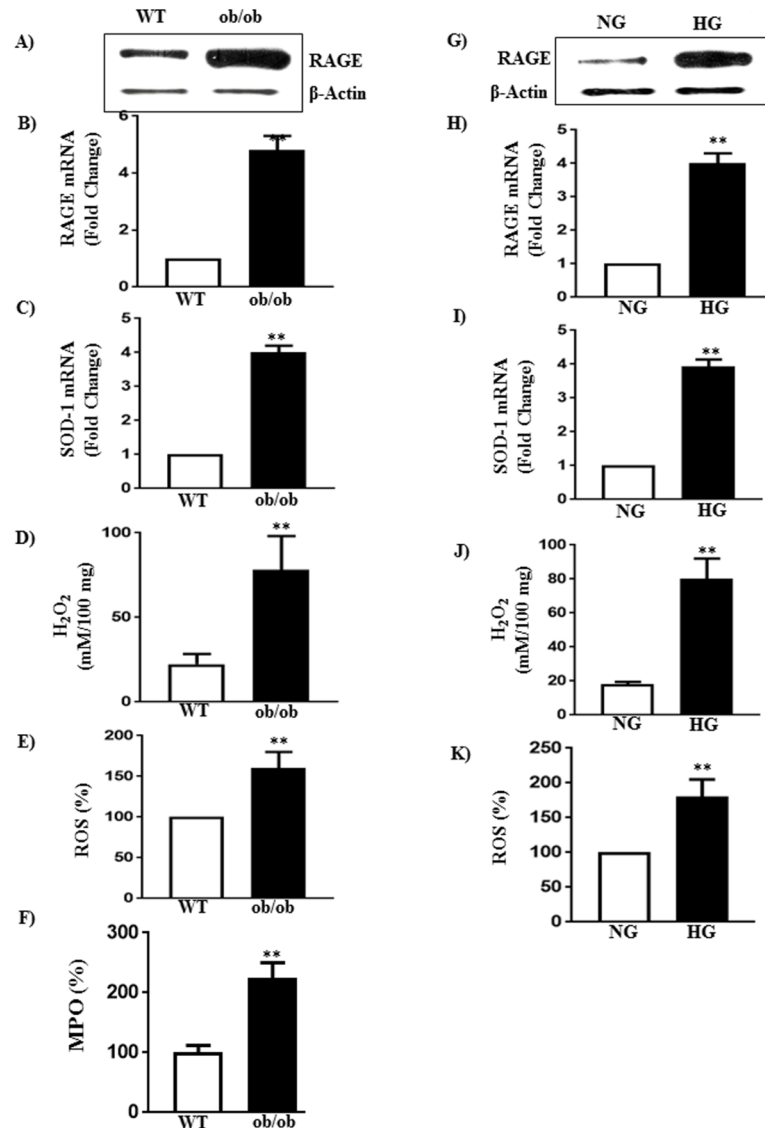 A)
WT ob/ob
RAGE
β-Actin
B)
RAGE mRNA
(Fold Change)
6
4
2
0
**
WT ob/ob
C)
SOD-1 mRNA
(Fold Change)
5
4
3
2
1
0
**
WT ob/ob
D)
H₂O₂
(mM/100 mg)
100
50
0
**
WT ob/ob
E)
ROS (%)
200
150
100
50
0
**
WT ob/ob
F)
MPO (%)
300
200
100
0
**
WT ob/ob
G)
NG HG
RAGE
β-Actin
H)
RAGE mRNA
(Fold Change)
5
4
3
2
1
0
**
NG HG
I)
SOD-1 mRNA
(Fold Change)
5
4
3
2
1
0
**
NG HG
J)
H₂O₂
(mM/100 mg)
100
80
60
40
20
0
**
NG HG
K)
ROS (%)
250
200
150
100
50
0
**
NG HG